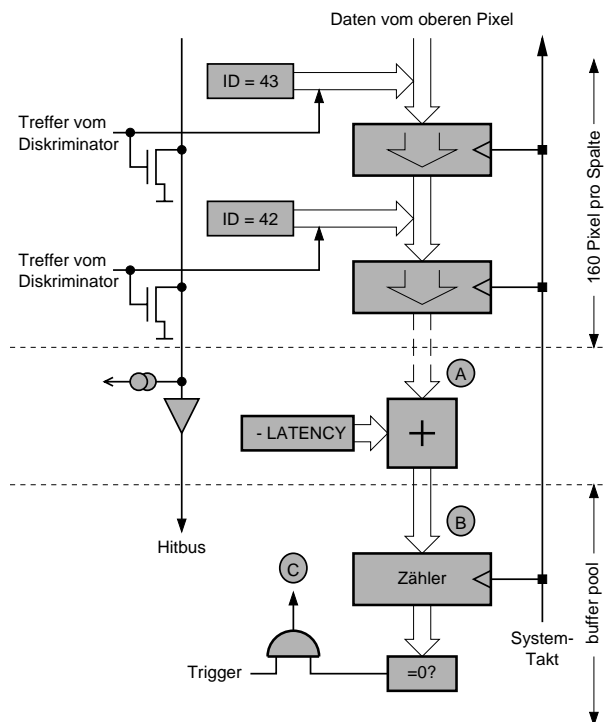 Daten vom oberen Pixel
ID = 43
Treffer vom
Diskriminator
ID = 42
Treffer vom
Diskriminator
160 Pixel pro Spalte
A
- LATENCY
+
B
Hitbus
C
Zähler
buffer pool
Trigger
=0?
System-
Takt